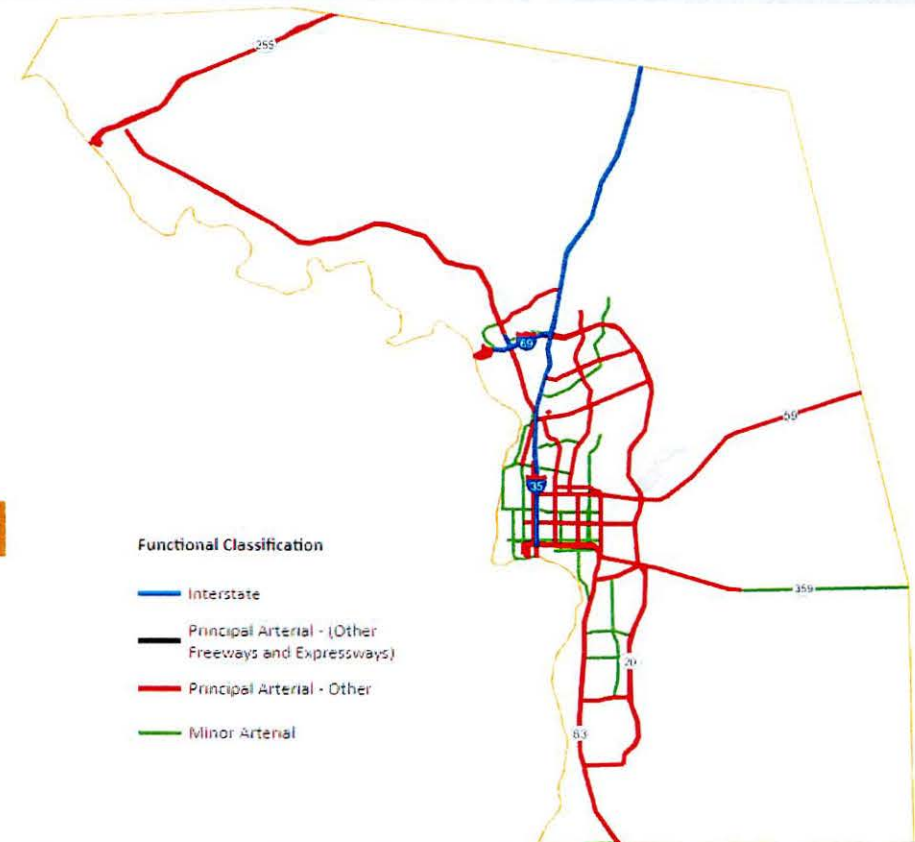 255
69
59
35
Functional Classification
Interstate
359
Principal Arterial - (Other
Freeways and Expressways)
20
Principal Arterial - Other
83
Minor Arterial